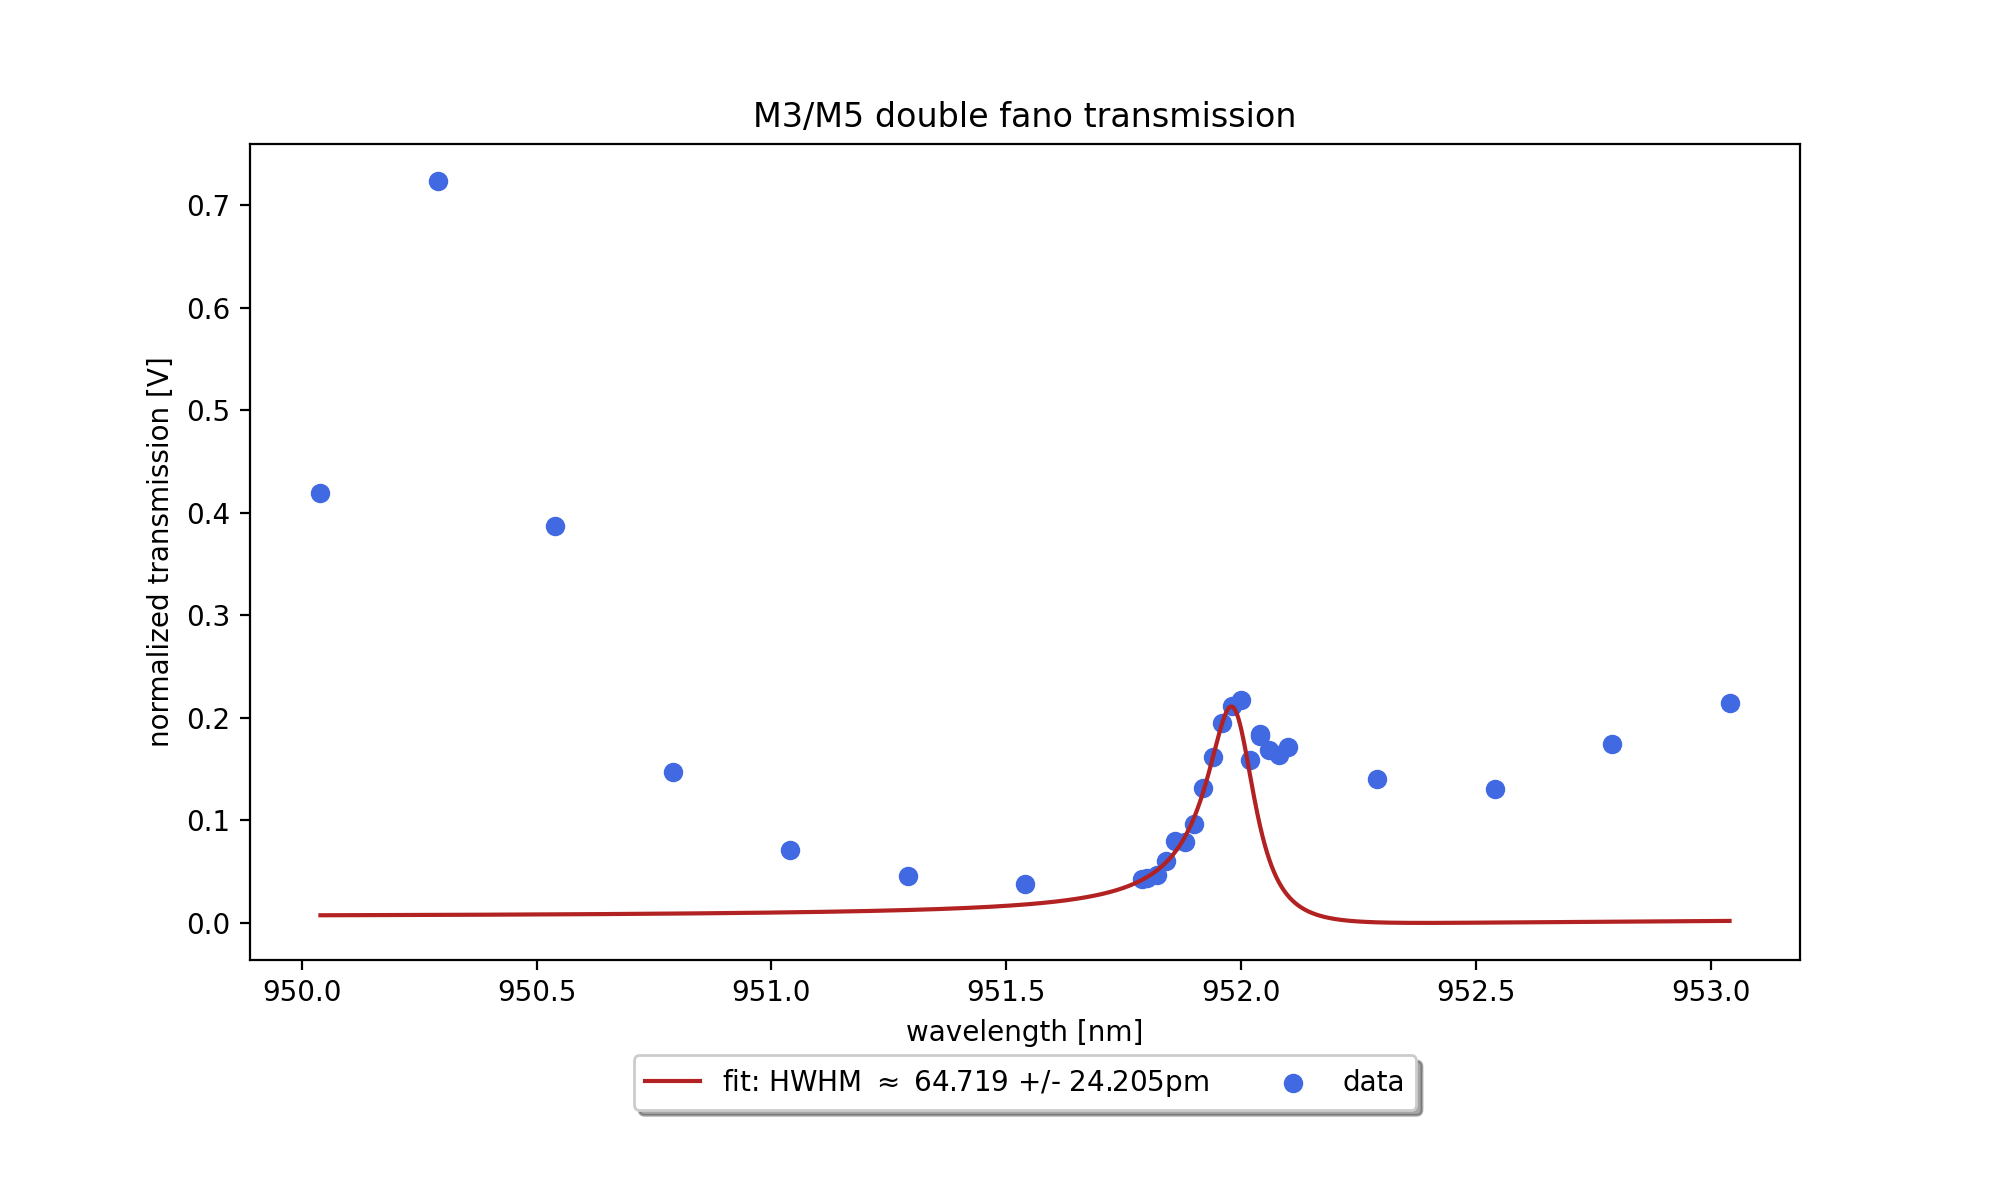 M3/M5 double fano transmission
normalized transmission [V]
0.7
0.6
0.5
0.4
0.3
0.2
0.1
0.0
950.0 950.5 951.0 951.5 952.0 952.5 953.0
wavelength [nm]
fit: HWHM ≈ 64.719 +/- 24.205pm data